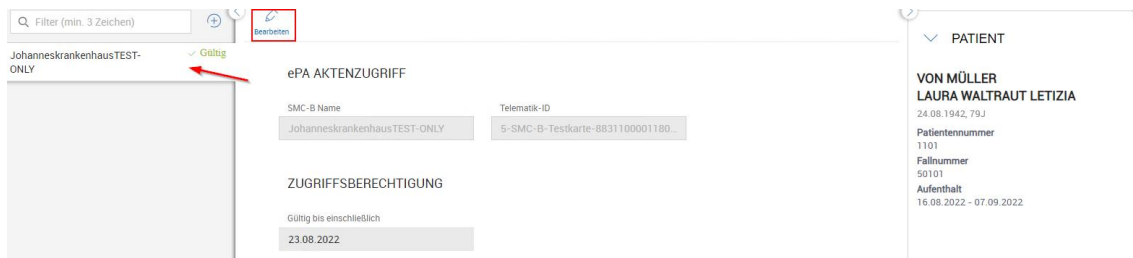 Filter (min. 3 Zeichen)
JohanneskrankenhausTEST-
ONLY
Gültig
Bearbeiten
ePA AKTENZUGRIFF
SMC-B Name
Telematik-ID
JohanneskrankenhausTEST-ONLY
5-SMC-B-Testkarte-8831100001180...
ZUGRIFFSBERECHTIGUNG
Gültig bis einschließlich
23.08.2022
PATIENT
VON MÜLLER
LAURA WALTRAUT LETIZIA
24.08.1942, 79J
Patientennummer
1101
Fallnummer
50101
Aufenthalt
16.08.2022 - 07.09.2022